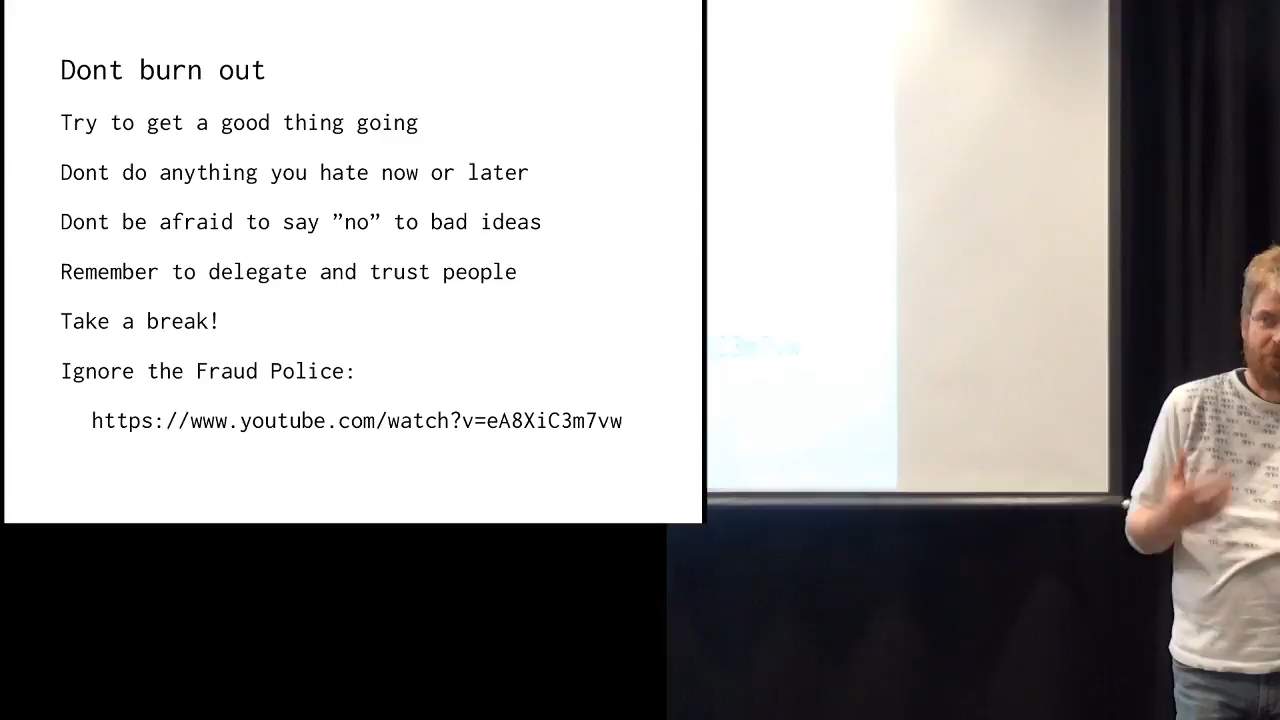 Dont burn out
Try to get a good thing going
Dont do anything you hate now or later
Dont be afraid to say ”no” to bad ideas
Remember to delegate and trust people
Take a break!
Ignore the Fraud Police:
https://www.youtube.com/watch?v=eA8XiC3m7vw